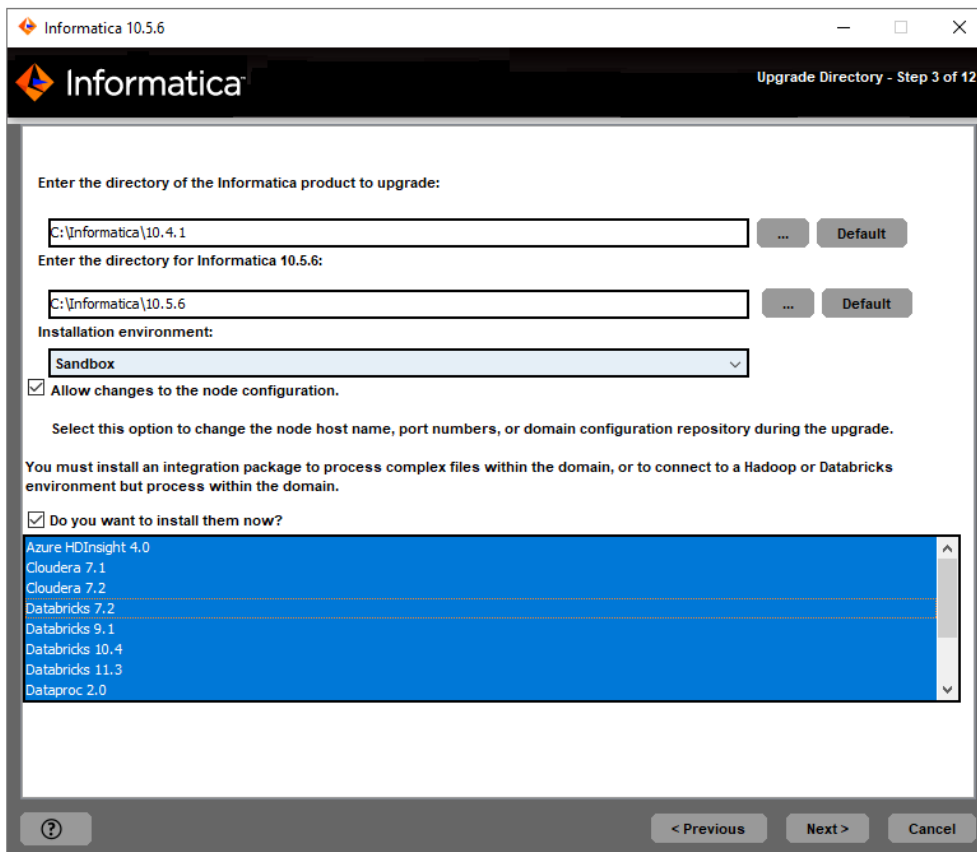 Informatica 10.5.6
Informatica
Upgrade Directory - Step 3 of 12
Enter the directory of the Informatica product to upgrade:
C:\Informatica\10.4.1
...
Default
Enter the directory for Informatica 10.5.6:
C:\Informatica\10.5.6
...
Default
Installation environment:
Sandbox
Allow changes to the node configuration.
Select this option to change the node host name, port numbers, or domain configuration repository during the upgrade.
You must install an integration package to process complex files within the domain, or to connect to a Hadoop or Databricks
environment but process within the domain.
Do you want to install them now?
Azure HDInsight 4.0
Cloudera 7.1
Cloudera 7.2
Databricks 7.2
Databricks 9.1
Databricks 10.4
Databricks 11.3
Dataproc 2.0
?
< Previous
Next >
Cancel